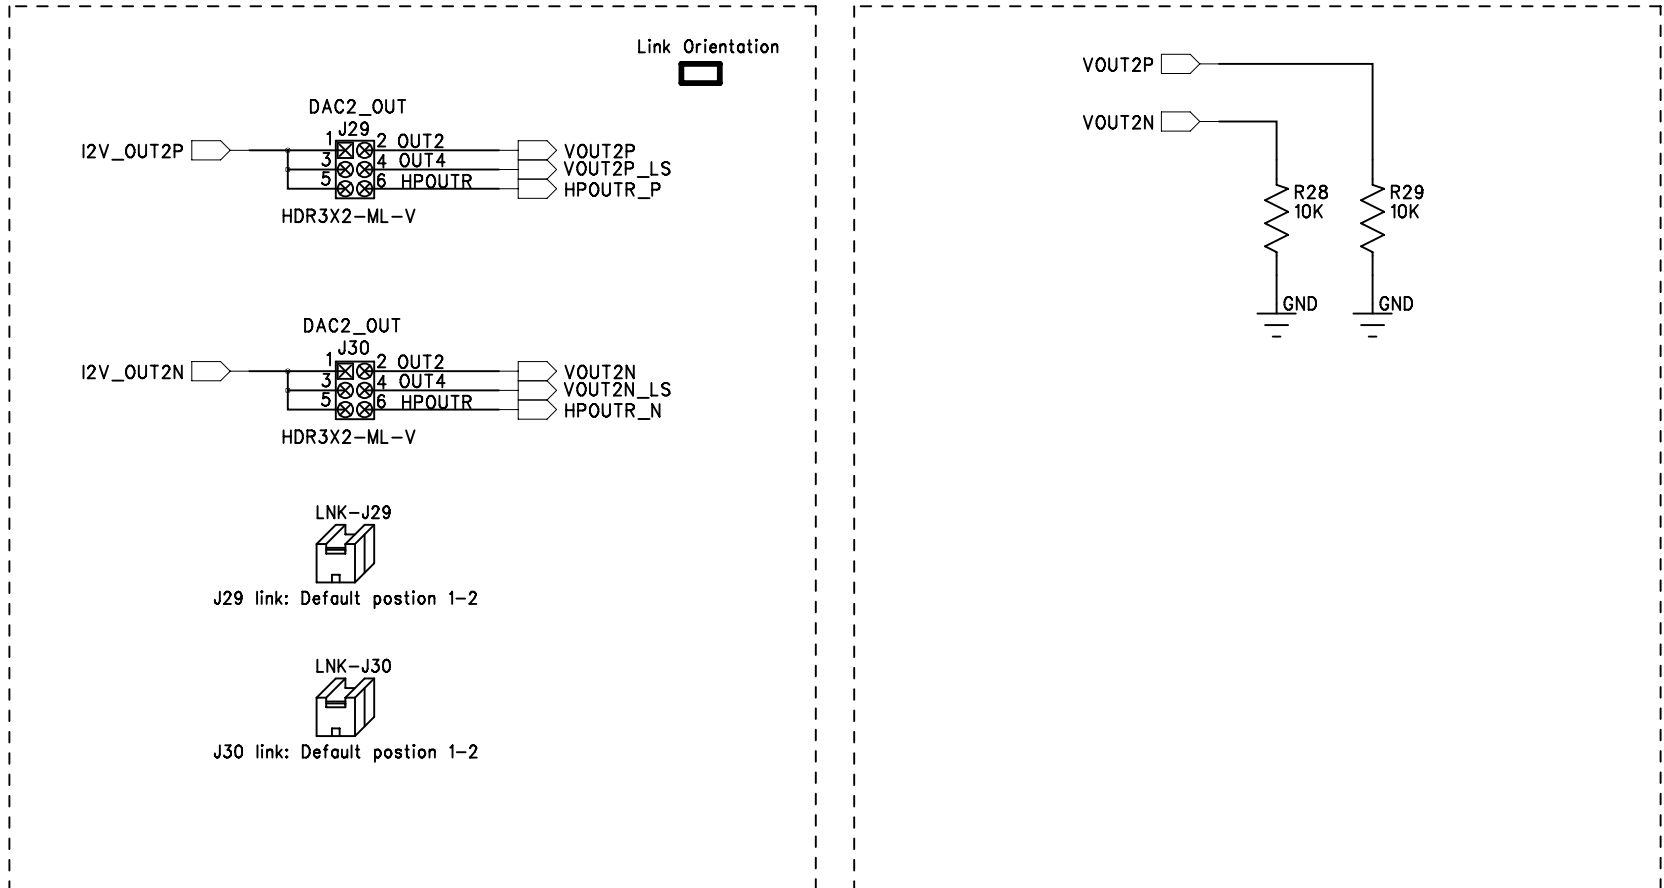 Link Orientation
DAC2_OUT
J29
I2V_OUT2P
1
2 OUT2
VOUT2P
3
4 OUT4
VOUT2P_LS
5
6 HPOUTR
HPOUTR_P
HDR3X2-ML-V
DAC2_OUT
J30
I2V_OUT2N
1
2 OUT2
VOUT2N
3
4 OUT4
VOUT2N_LS
5
6 HPOUTR
HPOUTR_N
HDR3X2-ML-V
LNK-J29
J29 link: Default postion 1-2
LNK-J30
J30 link: Default postion 1-2
VOUT2P
VOUT2N
R28
10K
R29
10K
GND
GND